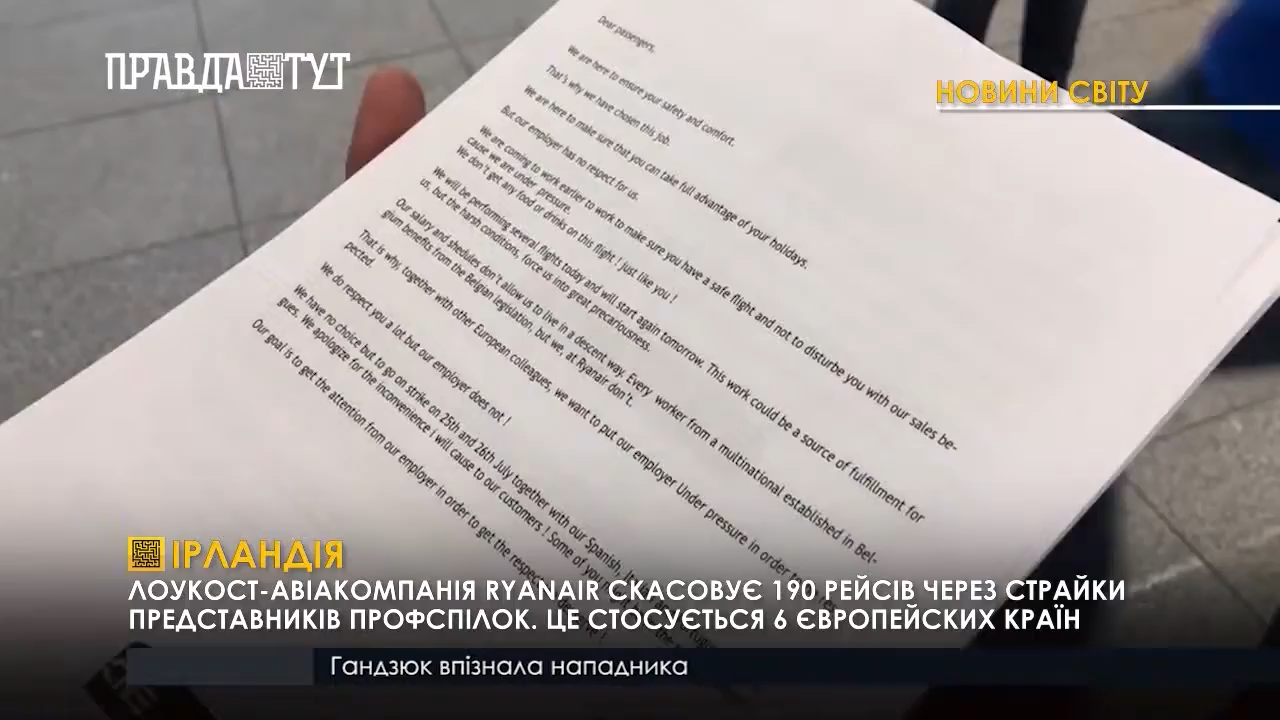 ПРАВДА ТУТ
НОВИНИ СВІТУ
Dear passengers,
We are here to ensure your safety and comfort.
That's why we have chosen this job.
We are here to make sure that you can take full advantage of your holidays.
But our employer has no respect for us.
We are coming to work earlier to work to make sure you have a safe flight and not to disturbe you with our sales be-
cause we are under pressure.
We don't get any food or drinks on this flight ! just like you !
We will be performing several flights today and will start again tomorrow. This work could be a source of fulfillment for
us, but the harsh conditions, force us into great precariousness.
Our salary and shedules don't allow us to live in a descent way. Every worker from a multinational established in Bel-
gium benefits from the Belgian legislation, but we, at Ryanair don't.
That is why, together with other European colleagues, we want to put our employer Under pressure in order to
pected.
We do respect you a lot but our employer does not !
We have no choice but to go on strike on 25th and 26th July together with our Spanish,
gues. We apologize for the inconvenience i will cause to our customers ! Some of you
Our goal is to get the attention from our employer in order to get the respect
ІРЛАНДІЯ
ЛОУКОСТ-АВІАКОМПАНІЯ RYANAIR СКАСОВУЄ 190 РЕЙСІВ ЧЕРЕЗ СТРАЙКИ
ПРЕДСТАВНИКІВ ПРОФСПІЛОК. ЦЕ СТОСУЄТЬСЯ 6 ЄВРОПЕЙСКИХ КРАЇН
Гандзюк впізнала нападника